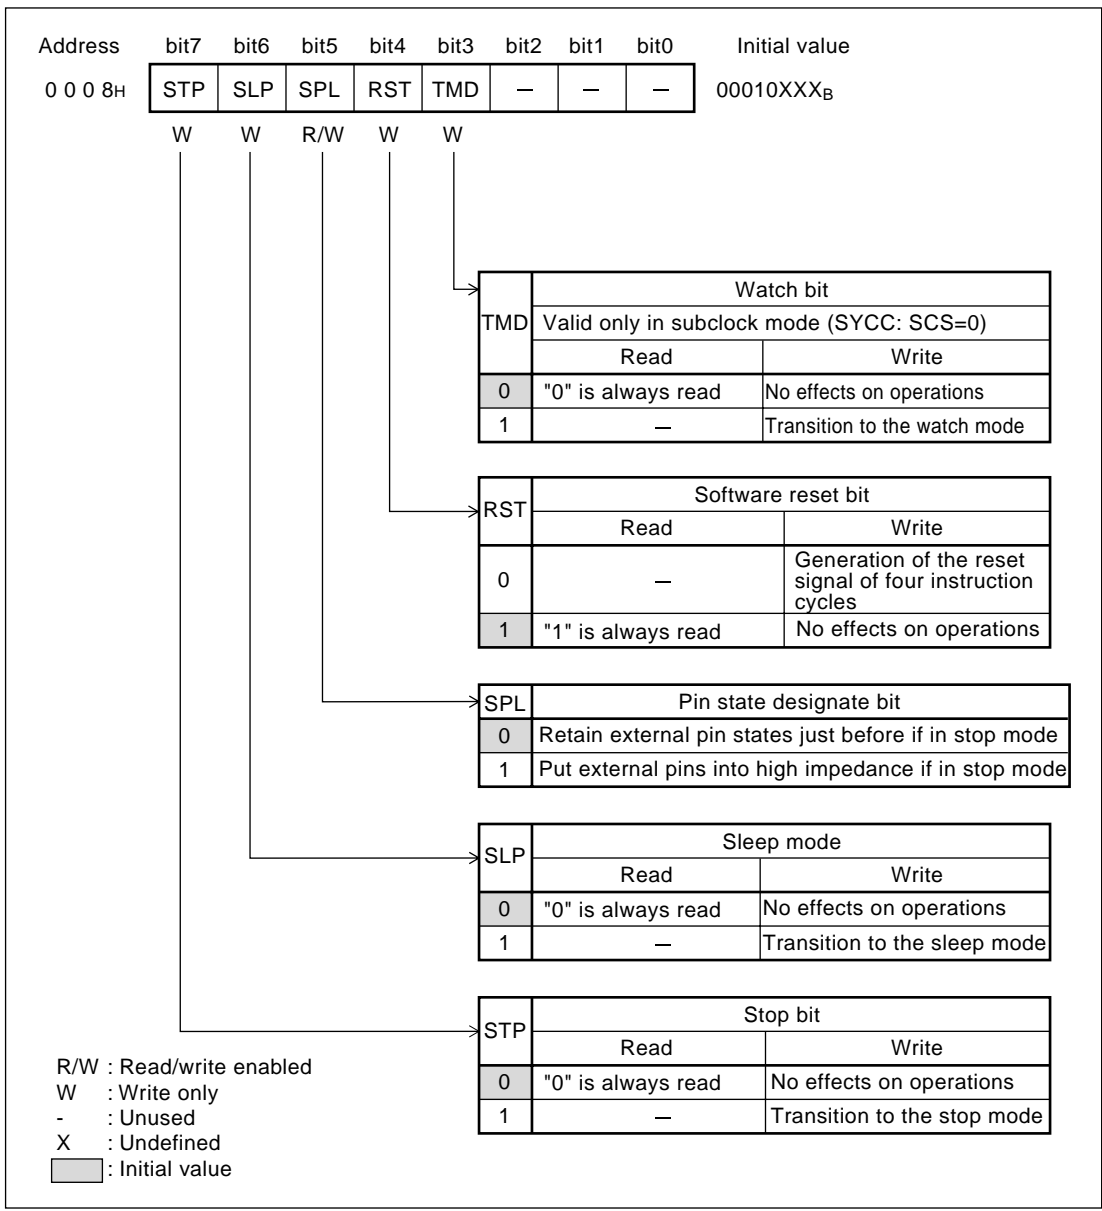 Address bit7 bit6 bit5 bit4 bit3 bit2 bit1 bit0 Initial value
0 0 0 8H STP SLP SPL RST TMD – – – 00010XXXB
W W R/W W W
Watch bit
TMD Valid only in subclock mode (SYCC: SCS=0)
Read Write
0 "0" is always read No effects on operations
1 – Transition to the watch mode
Software reset bit
RST
Read Write
Generation of the reset
0 – signal of four instruction
cycles
1 "1" is always read No effects on operations
SPL Pin state designate bit
0 Retain external pin states just before if in stop mode
1 Put external pins into high impedance if in stop mode
Sleep mode
SLP
Read Write
0 "0" is always read No effects on operations
1 – Transition to the sleep mode
Stop bit
STP
Read Write
0 "0" is always read No effects on operations
1 – Transition to the stop mode
R/W : Read/write enabled
W : Write only
- : Unused
X : Undefined
: Initial value